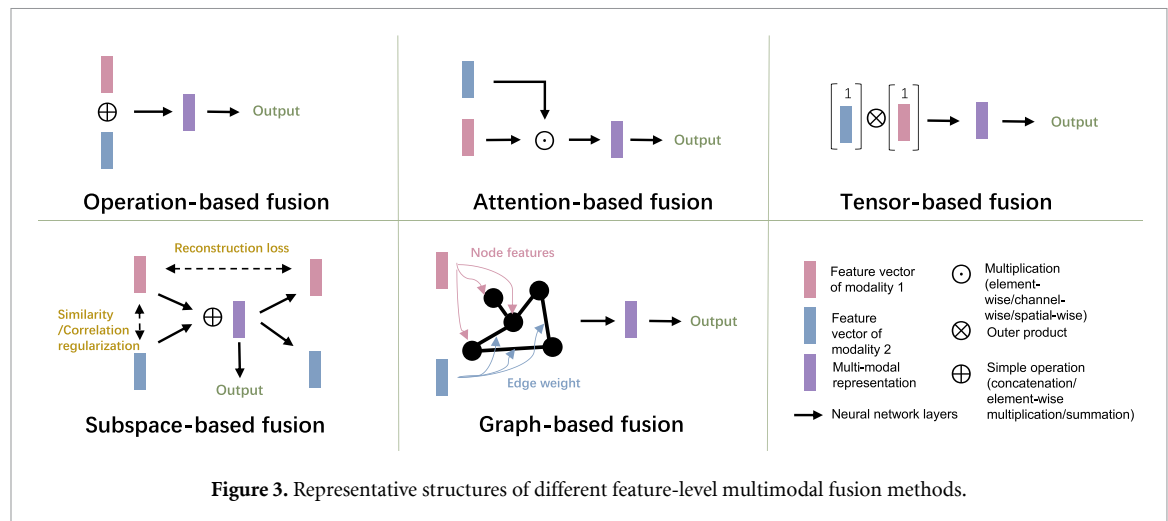 Output
Operation-based fusion
Output
Attention-based fusion
1
1
Output
Tensor-based fusion
Reconstruction loss
Similarity
/Correlation
regularization
Output
Subspace-based fusion
Node features
Edge weight
Output
Graph-based fusion
Feature vector
of modality 1
Feature
vector of
modality 2
Multi-modal
representation
Neural network layers
Multiplication
(element-
wise/channel-
wise/spatial-wise)
Outer product
Simple operation
(concatenation/
element-wise
multiplication/summation)
Figure 3. Representative structures of different feature-level multimodal fusion methods.